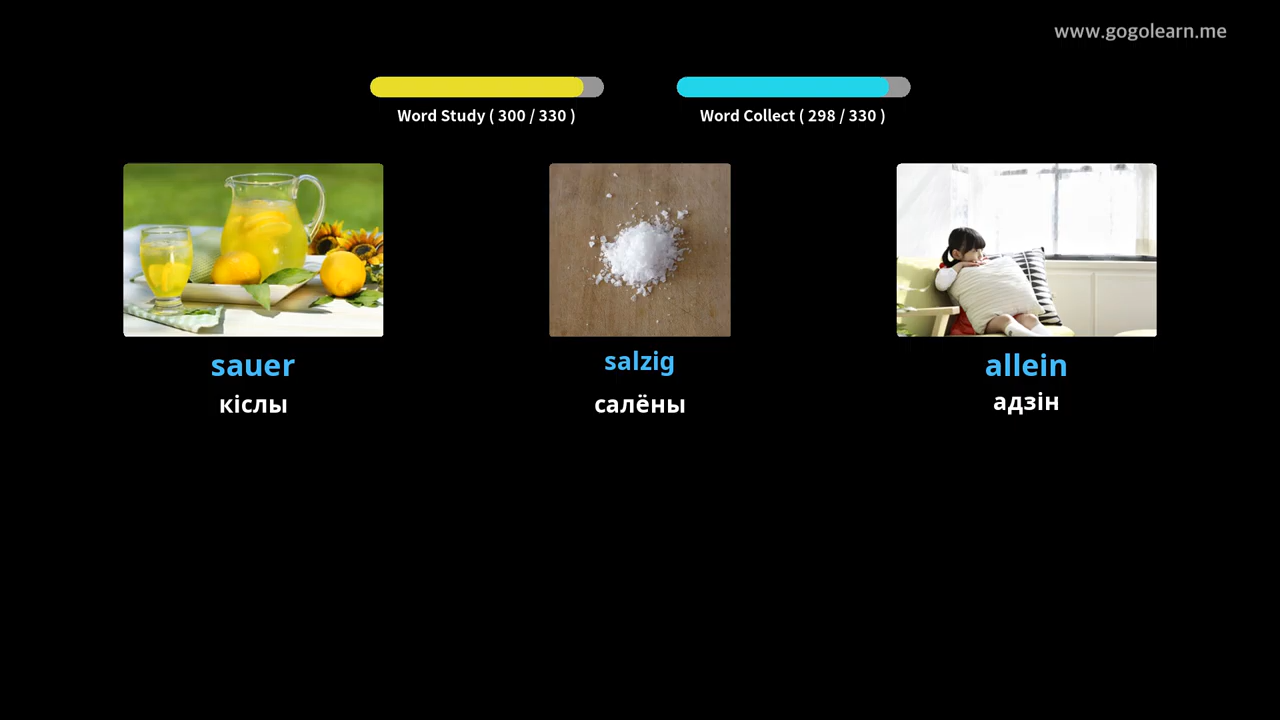 www.gogolearn.me
Word Study ( 300 / 330 )
Word Collect ( 298 / 330 )
sauer
кіслы
salzig
салёны
allein
адзін